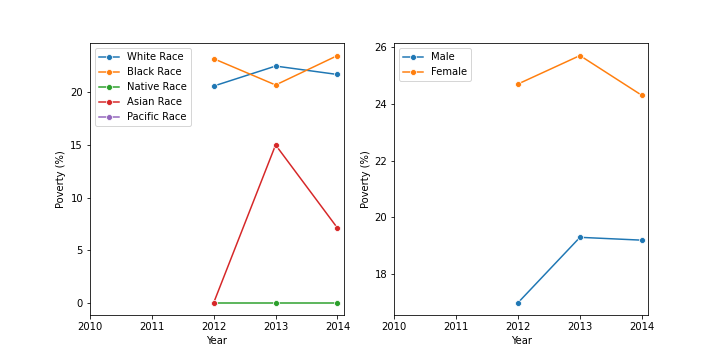 White Race
Black Race
Native Race
Asian Race
Pacific Race
20
15
10
5
0
Poverty (%)
2010 2011 2012 2013 2014
Year
Male
Female
26
24
22
20
18
Poverty (%)
2010 2011 2012 2013 2014
Year